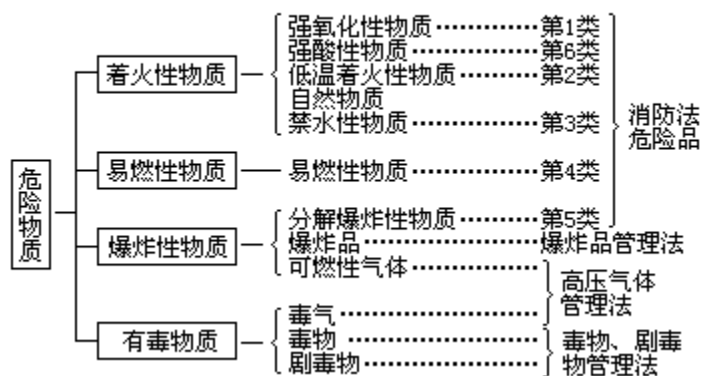 危险物质
着火性物质
强氧化性物质…………第1类
强酸性物质……………第6类
低温着火性物质………第2类
自然物质
禁水性物质……………第3类
消防法
危险品
易燃性物质
易燃性物质……………第4类
爆炸性物质
分解爆炸性物质………第5类
爆炸品…………………爆炸品管理法
可燃性气体……………
高压气体
管理法
有毒物质
毒气……………………
毒物……………………
剧毒物…………………
毒物、剧毒
物管理法